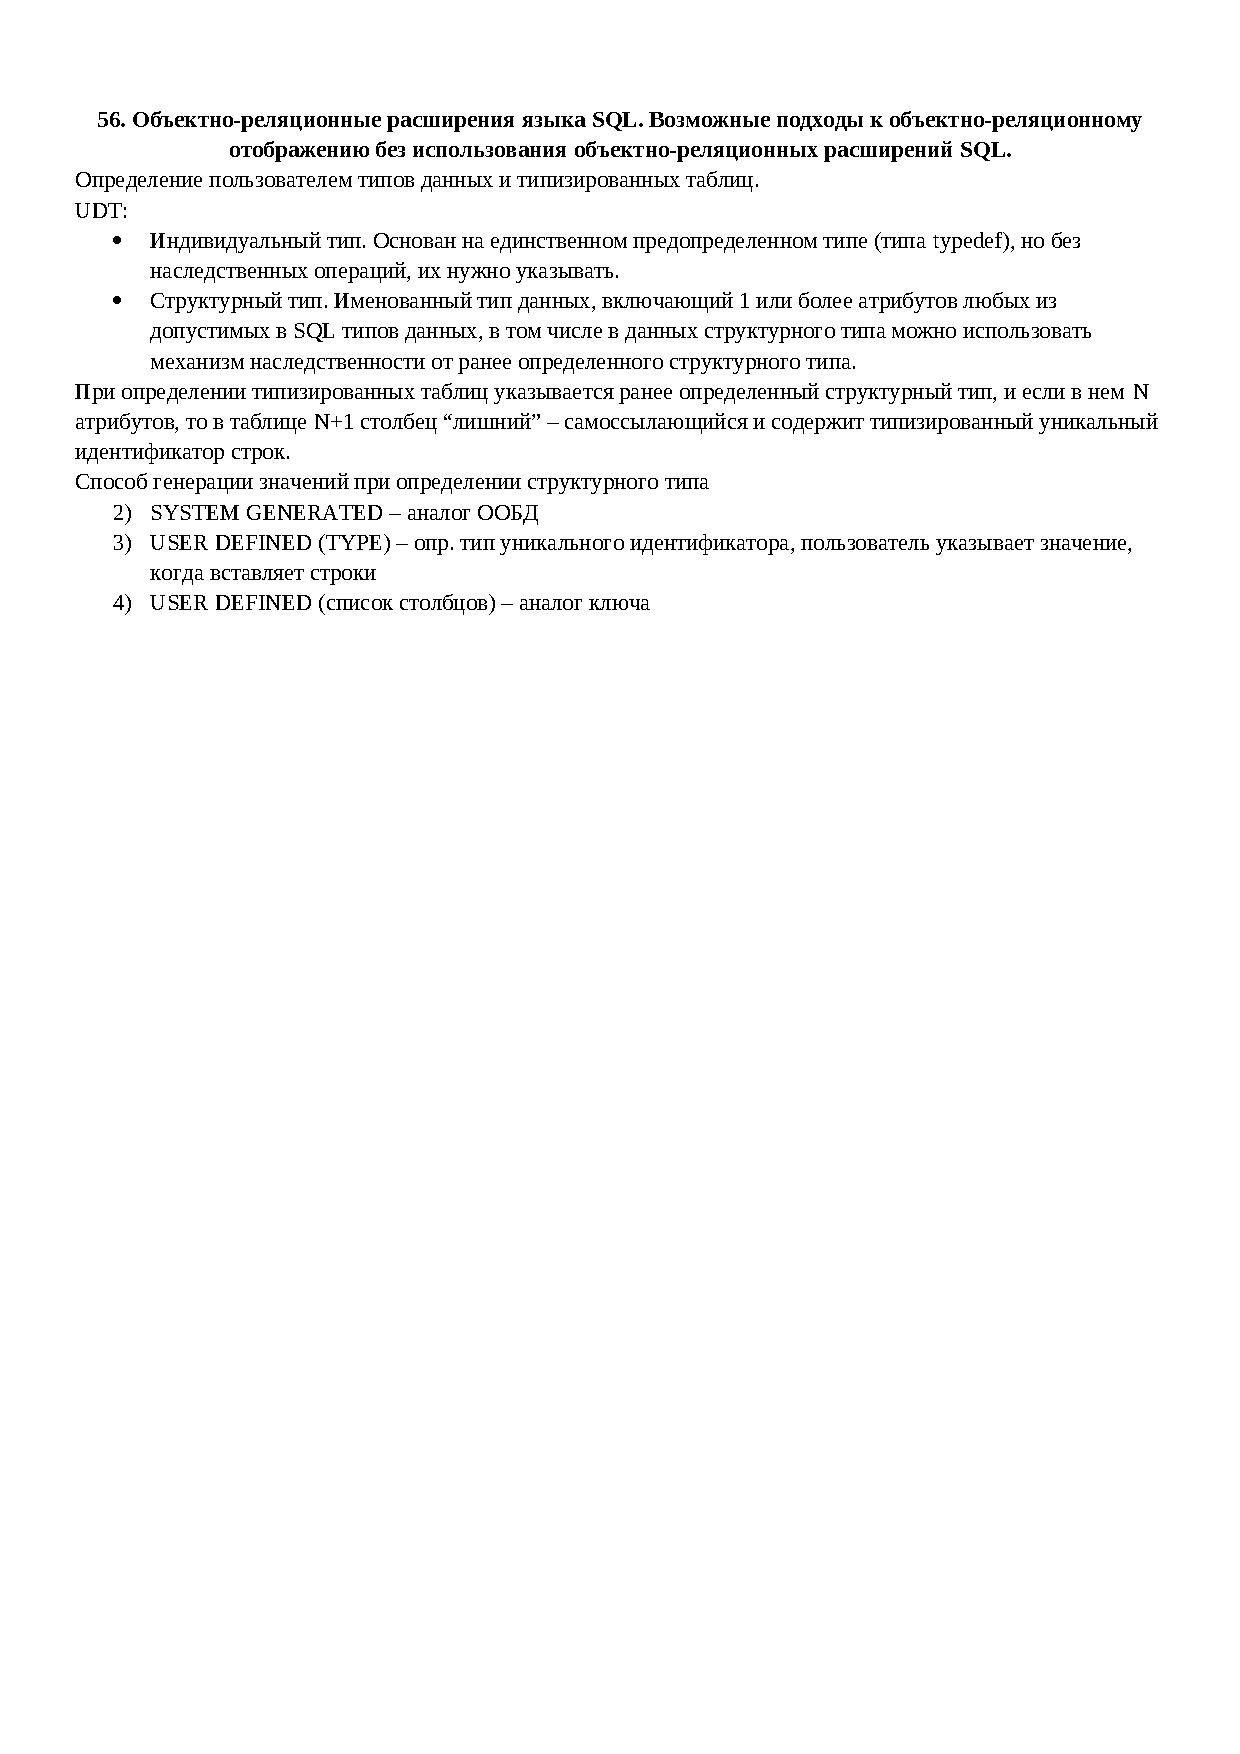 56. Объектно-реляционные расширения языка SQL. Возможные подходы к объектно-реляционному
отображению без использования объектно-реляционных расширений SQL.
Определение пользователем типов данных и типизированных таблиц.
UDT:
• Индивидуальный тип. Основан на единственном предопределенном типе (типа typedef), но без
наследственных операций, их нужно указывать.
• Структурный тип. Именованный тип данных, включающий 1 или более атрибутов любых из
допустимых в SQL типов данных, в том числе в данных структурного типа можно использовать
механизм наследственности от ранее определенного структурного типа.
При определении типизированных таблиц указывается ранее определенный структурный тип, и если в нем N
атрибутов, то в таблице N+1 столбец “лишний” – самоссылающийся и содержит типизированный уникальный
идентификатор строк.
Способ генерации значений при определении структурного типа
2) SYSTEM GENERATED – аналог ООБД
3) USER DEFINED (TYPE) – опр. тип уникального идентификатора, пользователь указывает значение,
когда вставляет строки
4) USER DEFINED (список столбцов) – аналог ключа